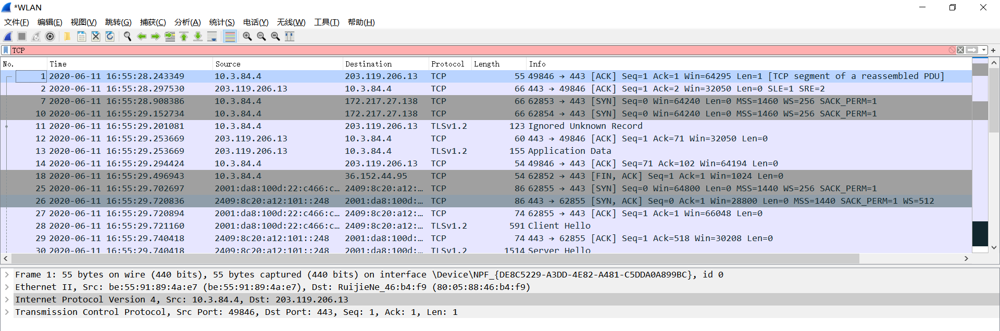 *WLAN
文件(F) 编辑(E) 视图(V) 跳转(G) 捕获(C) 分析(A) 统计(S) 电话(Y) 无线(W) 工具(T) 帮助(H)
TCP
No. Time Source Destination Protocol Length Info
1 2020-06-11 16:55:28.243349 10.3.84.4 203.119.206.13 TCP 55 49846 → 443 [ACK] Seq=1 Ack=1 Win=64295 Len=1 [TCP segment of a reassembled PDU]
2 2020-06-11 16:55:28.297530 203.119.206.13 10.3.84.4 TCP 66 443 → 49846 [ACK] Seq=1 Ack=2 Win=32050 Len=0 SLE=1 SRE=2
7 2020-06-11 16:55:28.908386 10.3.84.4 172.217.27.138 TCP 66 62853 → 443 [SYN] Seq=0 Win=64240 Len=0 MSS=1460 WS=256 SACK_PERM=1
10 2020-06-11 16:55:29.152734 10.3.84.4 172.217.27.138 TCP 66 62854 → 443 [SYN] Seq=0 Win=64240 Len=0 MSS=1460 WS=256 SACK_PERM=1
11 2020-06-11 16:55:29.201081 10.3.84.4 203.119.206.13 TLSv1.2 123 Ignored Unknown Record
12 2020-06-11 16:55:29.253669 203.119.206.13 10.3.84.4 TCP 60 443 → 49846 [ACK] Seq=1 Ack=71 Win=32050 Len=0
13 2020-06-11 16:55:29.253669 203.119.206.13 10.3.84.4 TLSv1.2 155 Application Data
14 2020-06-11 16:55:29.294424 10.3.84.4 203.119.206.13 TCP 54 49846 → 443 [ACK] Seq=71 Ack=102 Win=64194 Len=0
18 2020-06-11 16:55:29.496943 10.3.84.4 36.152.44.95 TCP 54 62852 → 443 [FIN, ACK] Seq=1 Ack=1 Win=1024 Len=0
25 2020-06-11 16:55:29.702697 2001:da8:100d:22:c466:c… 2409:8c20:a12:… TCP 86 62855 → 443 [SYN] Seq=0 Win=64800 Len=0 MSS=1440 WS=256 SACK_PERM=1
26 2020-06-11 16:55:29.720836 2409:8c20:a12:101::248 2001:da8:100d:… TCP 86 443 → 62855 [SYN, ACK] Seq=0 Ack=1 Win=28800 Len=0 MSS=1440 SACK_PERM=1 WS=512
27 2020-06-11 16:55:29.720894 2001:da8:100d:22:c466:c… 2409:8c20:a12:… TCP 74 62855 → 443 [ACK] Seq=1 Ack=1 Win=66048 Len=0
28 2020-06-11 16:55:29.721160 2001:da8:100d:22:c466:c… 2409:8c20:a12:… TLSv1.2 591 Client Hello
29 2020-06-11 16:55:29.740418 2409:8c20:a12:101::248 2001:da8:100d:… TCP 74 443 → 62855 [ACK] Seq=1 Ack=518 Win=30208 Len=0
30 2020-06-11 16:55:29.740418 2409:8c20:a12:101::248 2001:da8:100d:… TLSv1.2 1514 Server Hello
Frame 1: 55 bytes on wire (440 bits), 55 bytes captured (440 bits) on interface \Device\NPF_{DE8C5229-A3DD-4E82-A481-C5DDA0A899BC}, id 0
Ethernet II, Src: be:55:91:89:4a:e7 (be:55:91:89:4a:e7), Dst: RuijieNe_46:b4:f9 (80:05:88:46:b4:f9)
Internet Protocol Version 4, Src: 10.3.84.4, Dst: 203.119.206.13
Transmission Control Protocol, Src Port: 49846, Dst Port: 443, Seq: 1, Ack: 1, Len: 1